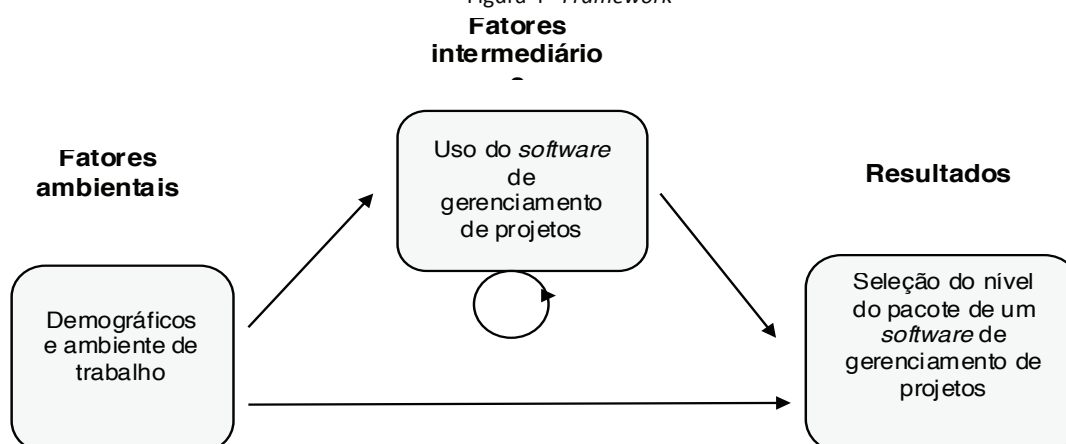 Framework
Fatores
intermediário
Fatores
ambientais
Uso do software
de
gerenciamento
de projetos
Resultados
Demográficos
e ambiente de
trabalho
Seleção do nível
do pacote de um
software de
gerenciamento de
projetos